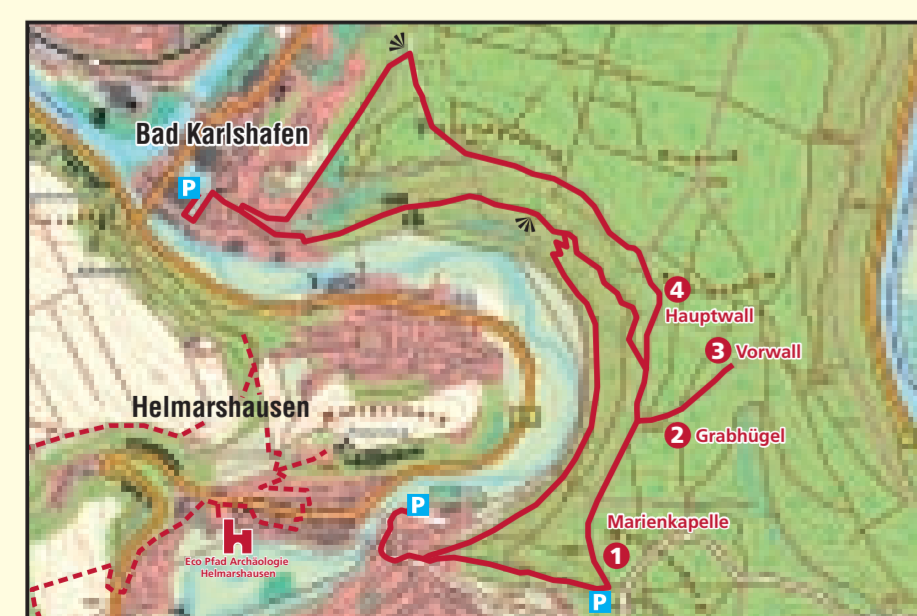 Bad Karlshafen
P
4
Hauptwall
3 Vorwall
Helmarshausen
2 Grabhügel
P
Marienkapelle
1
Eco Pfad Archäologie
Helmarshausen
P